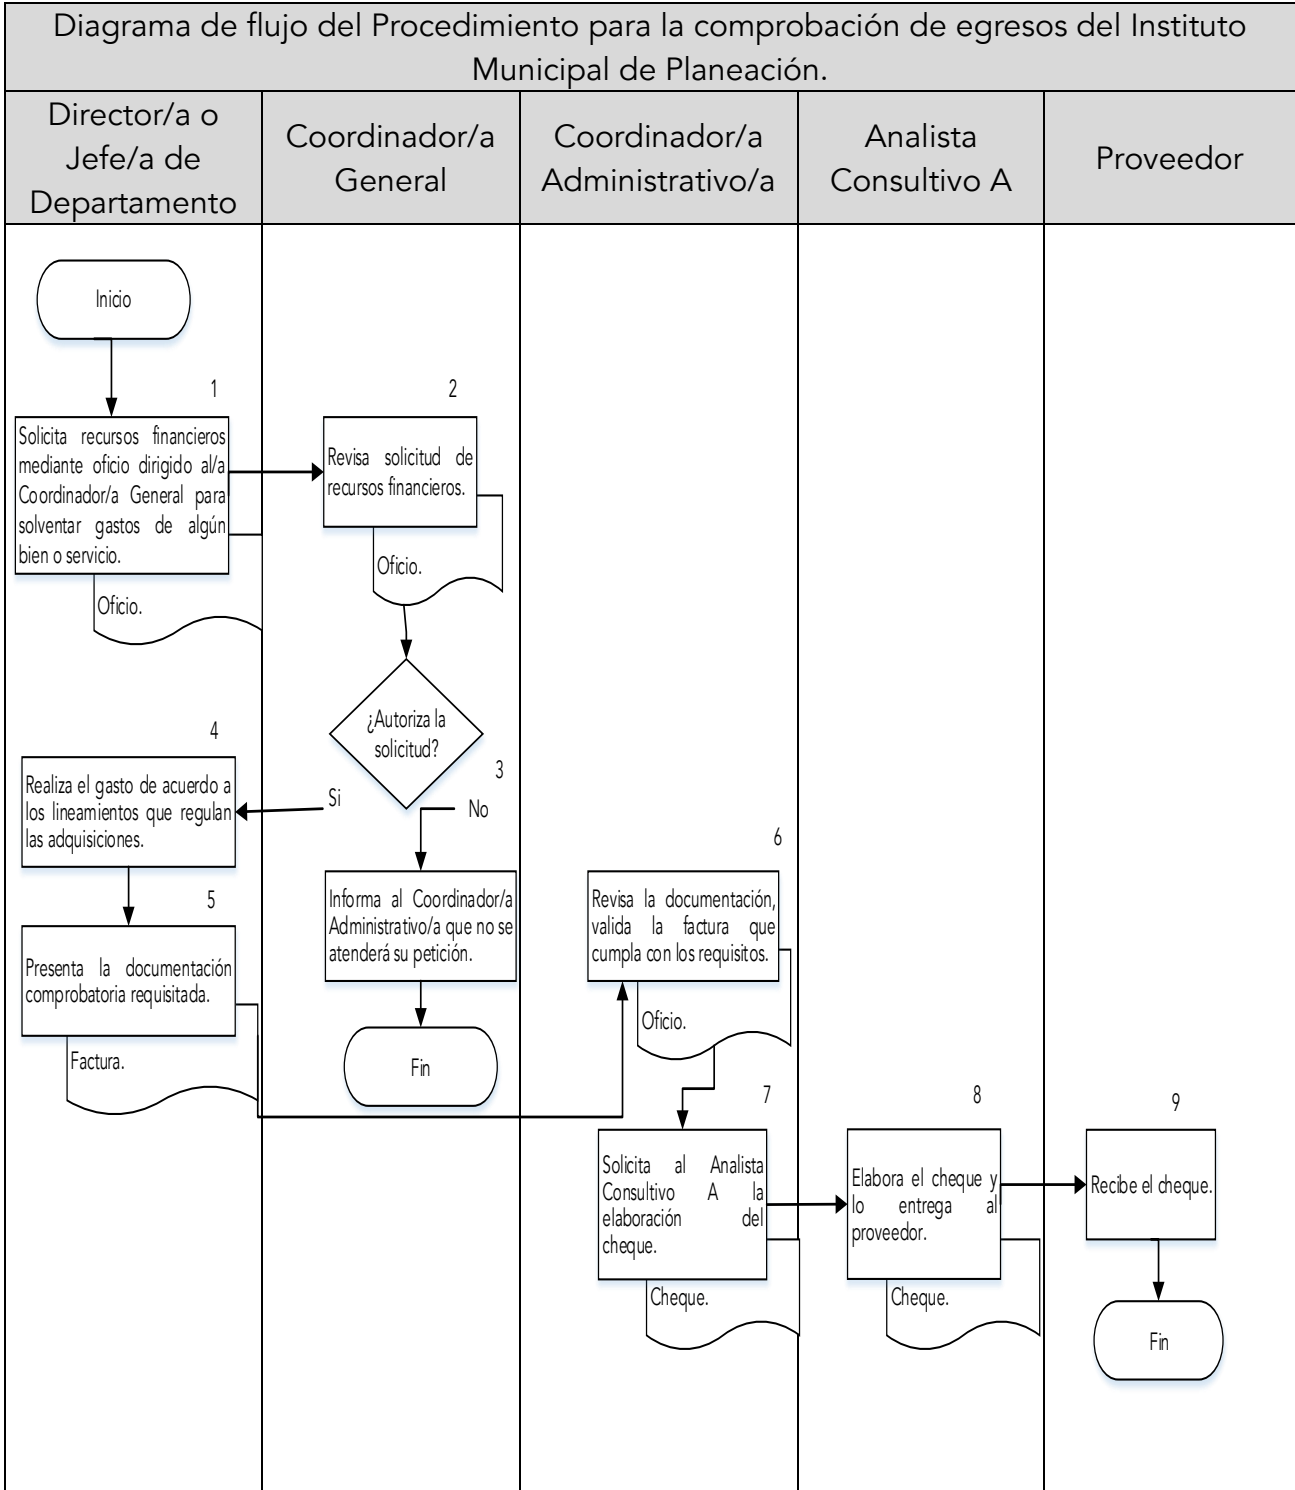 Diagrama de flujo del Procedimiento para la comprobación de egresos del Instituto
Municipal de Planeación.
Director/a o
Jefe/a de
Departamento
Coordinador/a
General
Coordinador/a
Administrativo/a
Analista
Consultivo A
Proveedor
Inicio
1
Solicita recursos financieros
mediante oficio dirigido al/a
Coordinador/a General para
solventar gastos de algún
bien o servicio.
Oficio.
2
Revisa solicitud de
recursos financieros.
Oficio.
¿Autoriza la
solicitud?
3
Si
No
4
Realiza el gasto de acuerdo a
los lineamientos que regulan
las adquisiciones.
5
Presenta la documentación
comprobatoria requisitada.
Factura.
Informa al Coordinador/a
Administrativo/a que no se
atenderá su petición.
Fin
6
Revisa la documentación,
valida la factura que
cumpla con los requisitos.
Oficio.
7
Solicita al Analista
Consultivo A la
elaboración del
cheque.
Cheque.
8
Elabora el cheque y
lo entrega al
proveedor.
Cheque.
9
Recibe el cheque.
Fin